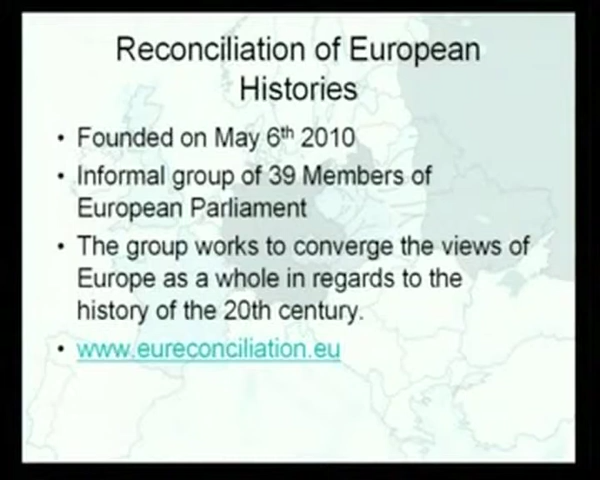 Reconciliation of European
Histories
• Founded on May 6th 2010
• Informal group of 39 Members of
European Parliament
• The group works to converge the views of
Europe as a whole in regards to the
history of the 20th century.
• www.eureconciliation.eu